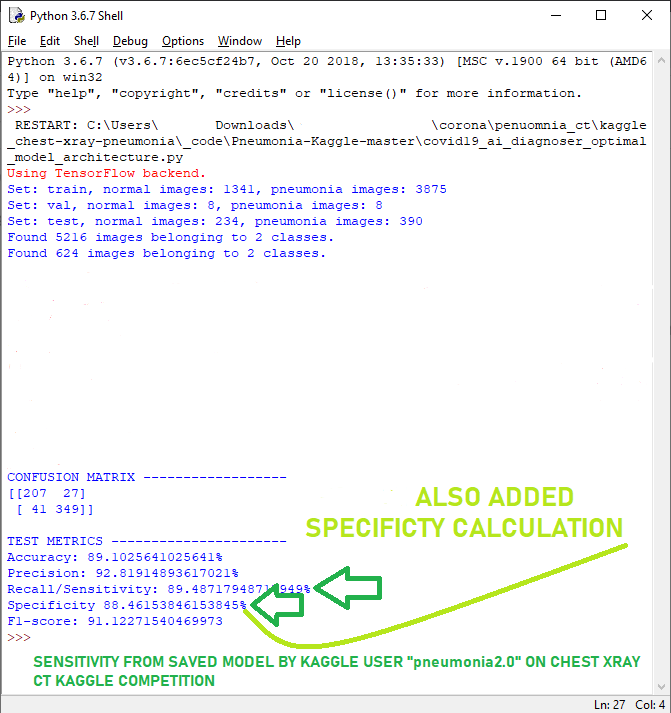 Python 3.6.7 Shell
File Edit Shell Debug Options Window Help
Python 3.6.7 (v3.6.7:6ec5cf24b7, Oct 20 2018, 13:35:33) [MSC v.1900 64 bit (AMD6
4)] on win32
Type "help", "copyright", "credits" or "license()" for more information.
>>>
RESTART: C:\Users\ Downloads\ \corona\penuomnia_ct\kaggle
_chest-xray-pneumonia\_code\Pneumonia-Kaggle-master\covid19_ai_diagnoser_optimal
_model_architecture.py
Using TensorFlow backend.
Set: train, normal images: 1341, pneumonia images: 3875
Set: val, normal images: 8, pneumonia images: 8
Set: test, normal images: 234, pneumonia images: 390
Found 5216 images belonging to 2 classes.
Found 624 images belonging to 2 classes.
CONFUSION MATRIX ------------------
[[207 27]
[ 41 349]]
ALSO ADDED
SPECIFICTY CALCULATION
TEST METRICS ----------------------
Accuracy: 89.1025641025641%
Precision: 92.81914893617021%
Recall/Sensitivity:
Specificity 88.46153846153845%
F1-score: 91.12271540469973
>>>
SENSITIVITY FROM SAVED MODEL BY KAGGLE USER "pneumonia2.0" ON CHEST XRAY
CT KAGGLE COMPETITION
Ln: 27 Col: 4